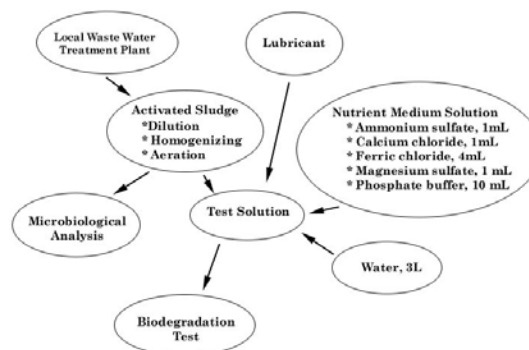 Local Waste Water
Treatment Plant
Lubricant
Activated Sludge
*Dilution
* Homogenizing
* Aeration
Nutrient Medium Solution
* Ammonium sulfate, 1mL
* Calcium chloride, 1mL
* Ferric chloride, 4mL
* Magnesium sulfate, 1 mL
* Phosphate buffer, 10 mL
Microbiological
Analysis
Test Solution
Water, 3L
Biodegradation
Test